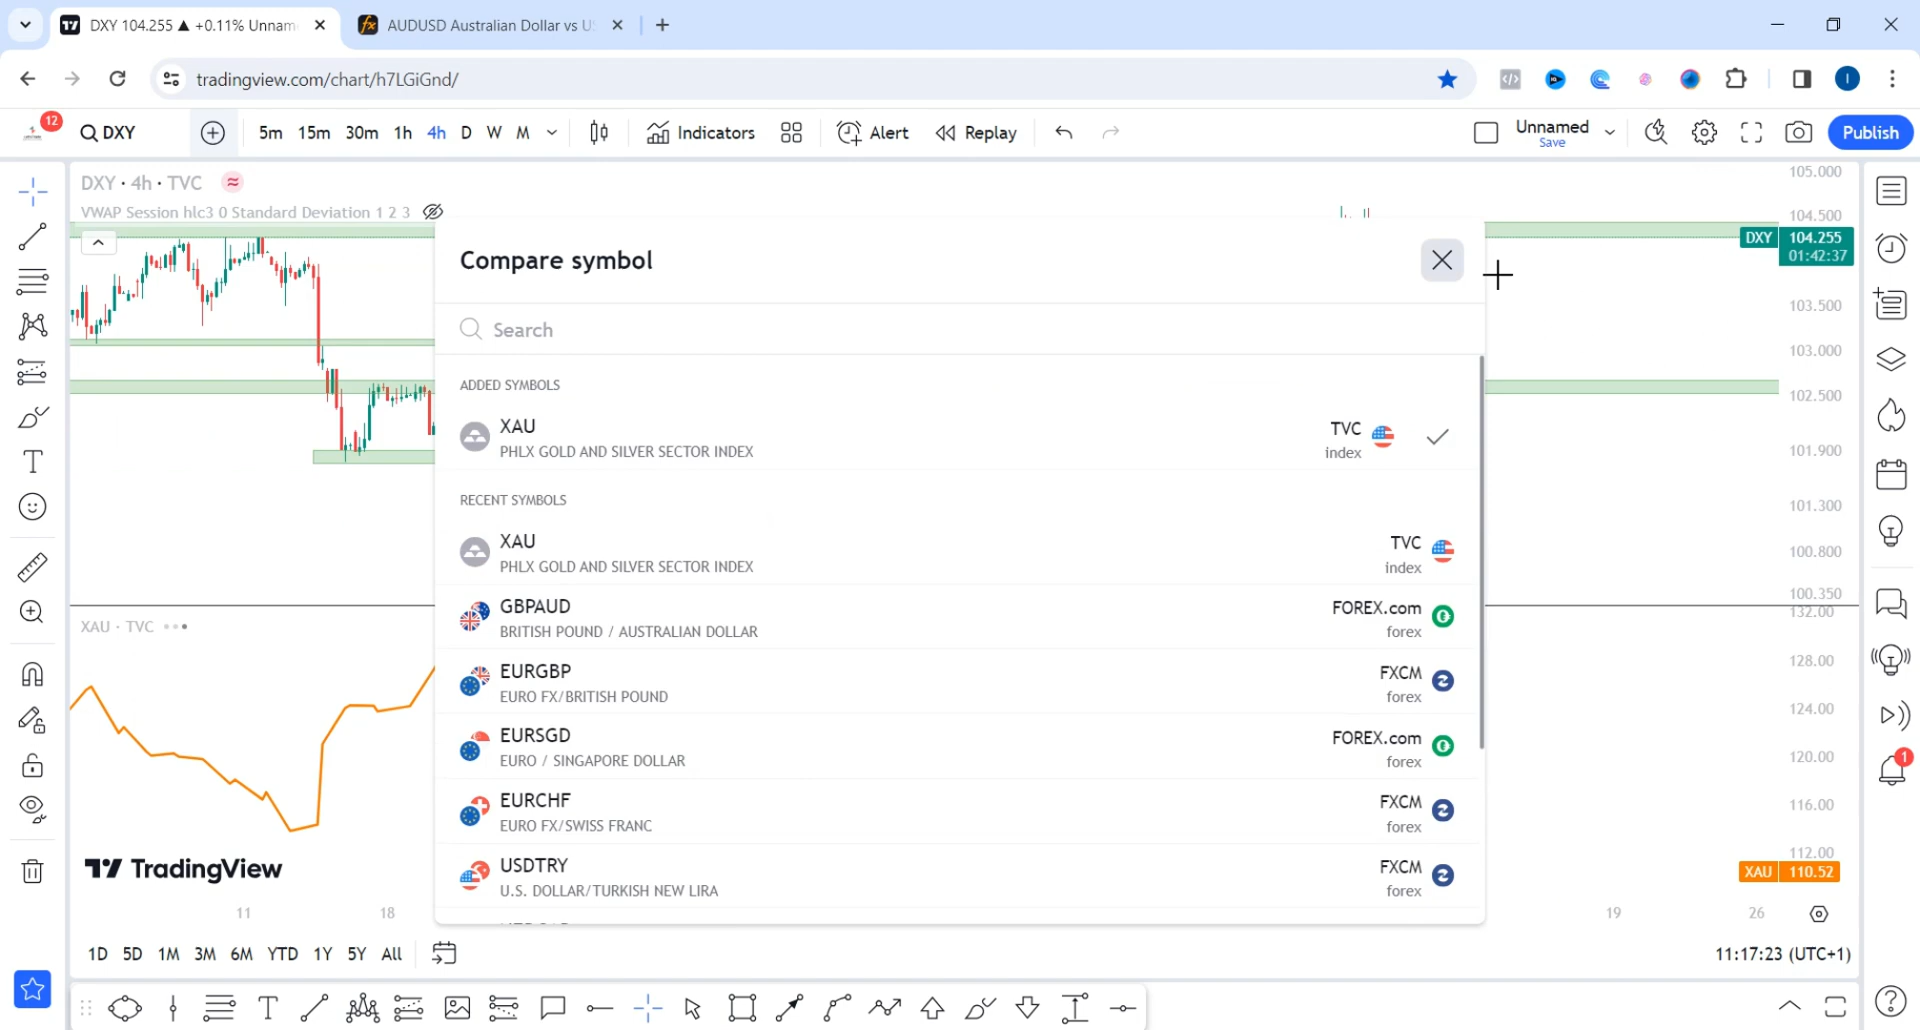 DXY 104.255 ▲ +0.11% Unnam
AUDUSD Australian Dollar vs U
tradingview.com/chart/h7LGiGnd/
12
DXY
5m 15m 30m 1h 4h D W M
Indicators
Alert
Replay
Unnamed
Save
Publish
DXY · 4h · TVC
VWAP Session hlc3 0 Standard Deviation 1 2 3
105.000
104.500
DXY 104.255
01:42:37
103.500
103.000
102.500
101.900
101.300
100.800
100.350
132.00
128.00
124.00
120.00
116.00
112.00
XAU 110.52
Compare symbol
Search
ADDED SYMBOLS
XAU
PHLX GOLD AND SILVER SECTOR INDEX
TVC
index
RECENT SYMBOLS
XAU
PHLX GOLD AND SILVER SECTOR INDEX
TVC
index
GBPAUD
BRITISH POUND / AUSTRALIAN DOLLAR
FOREX.com
forex
EURGBP
EURO FX/BRITISH POUND
FXCM
forex
EURSGD
EURO / SINGAPORE DOLLAR
FOREX.com
forex
EURCHF
EURO FX/SWISS FRANC
FXCM
forex
USDTRY
U.S. DOLLAR/TURKISH NEW LIRA
FXCM
forex
XAU · TVC
TradingView
11 18 19 26
1D 5D 1M 3M 6M YTD 1Y 5Y All
11:17:23 (UTC+1)
1